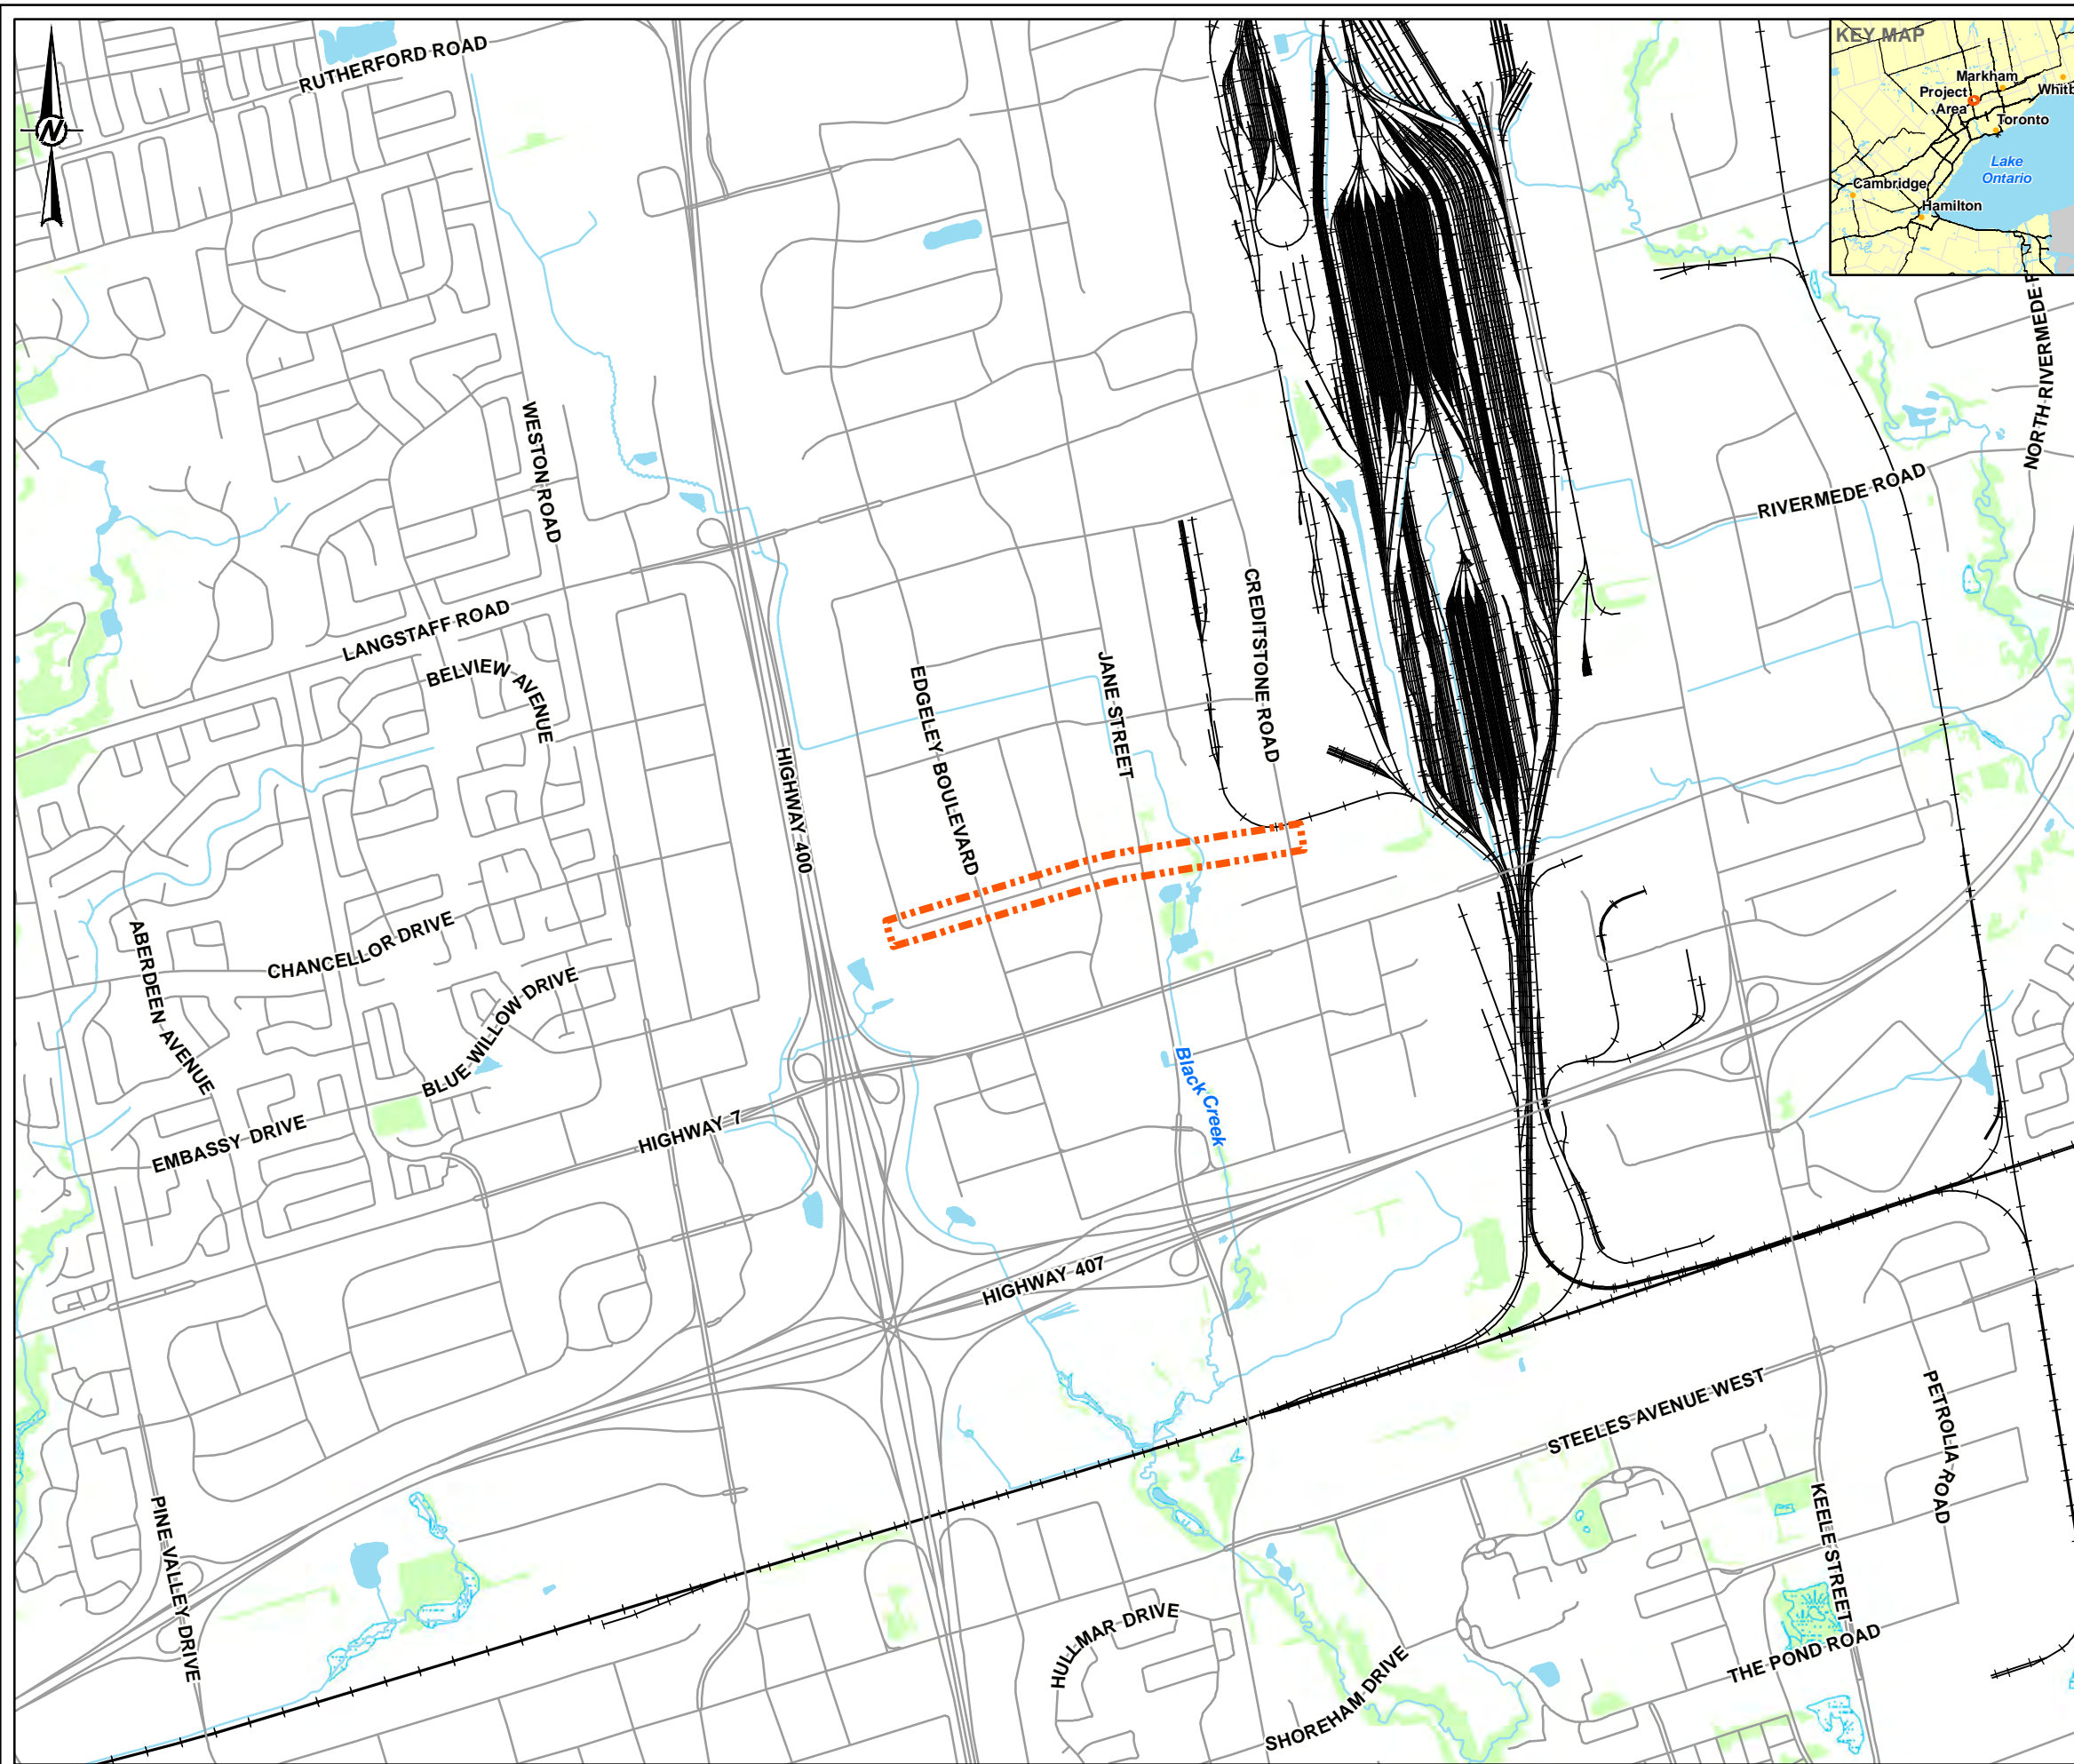 RUTHERFORD ROAD
N
KEY MAP
Markham
Project
Area
Toronto
Lake
Ontario
Cambridge
Hamilton
WESTON ROAD
RIVERMEDE ROAD
LANGSTAFF ROAD
BELVIEW AVENUE
CREDITSTONE ROAD
JANE STREET
EDGELEY BOULEVARD
HIGHWAY 400
ABERDEEN AVENUE
CHANCELLOR DRIVE
BLUE WILLOW DRIVE
EMBASSY DRIVE
HIGHWAY 7
Black Creek
HIGHWAY 407
STEELES AVENUE WEST
PETROLIA ROAD
KEELE STREET
PINE VALLEY DRIVE
HULLMAR DRIVE
SHOREHAM DRIVE
THE POND ROAD
NORTH RIVERMEDE